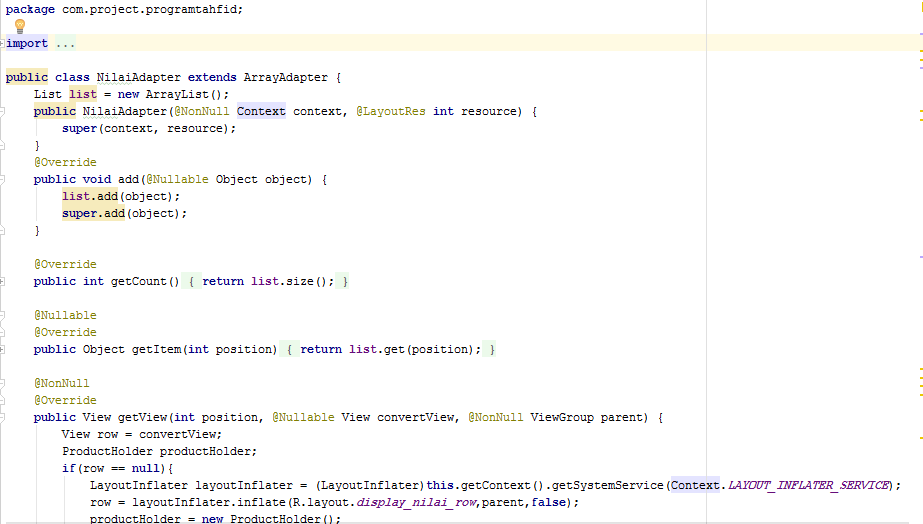 package com.project.programtahfid;
import ...
public class NilaiAdapter extends ArrayAdapter {
List list = new ArrayList();
public NilaiAdapter(@NonNull Context context, @LayoutRes int resource) {
super(context, resource);
}
@Override
public void add(@Nullable Object object) {
list.add(object);
super.add(object);
}
@Override
public int getCount() { return list.size(); }
@Nullable
@Override
public Object getItem(int position) { return list.get(position); }
@NonNull
@Override
public View getView(int position, @Nullable View convertView, @NonNull ViewGroup parent) {
View row = convertView;
ProductHolder productHolder;
if(row == null){
LayoutInflater layoutInflater = (LayoutInflater)this.getContext().getSystemService(Context.LAYOUT_INFLATER_SERVICE);
row = layoutInflater.inflate(R.layout.display_nilai_row,parent,false);
productHolder = new ProductHolder();